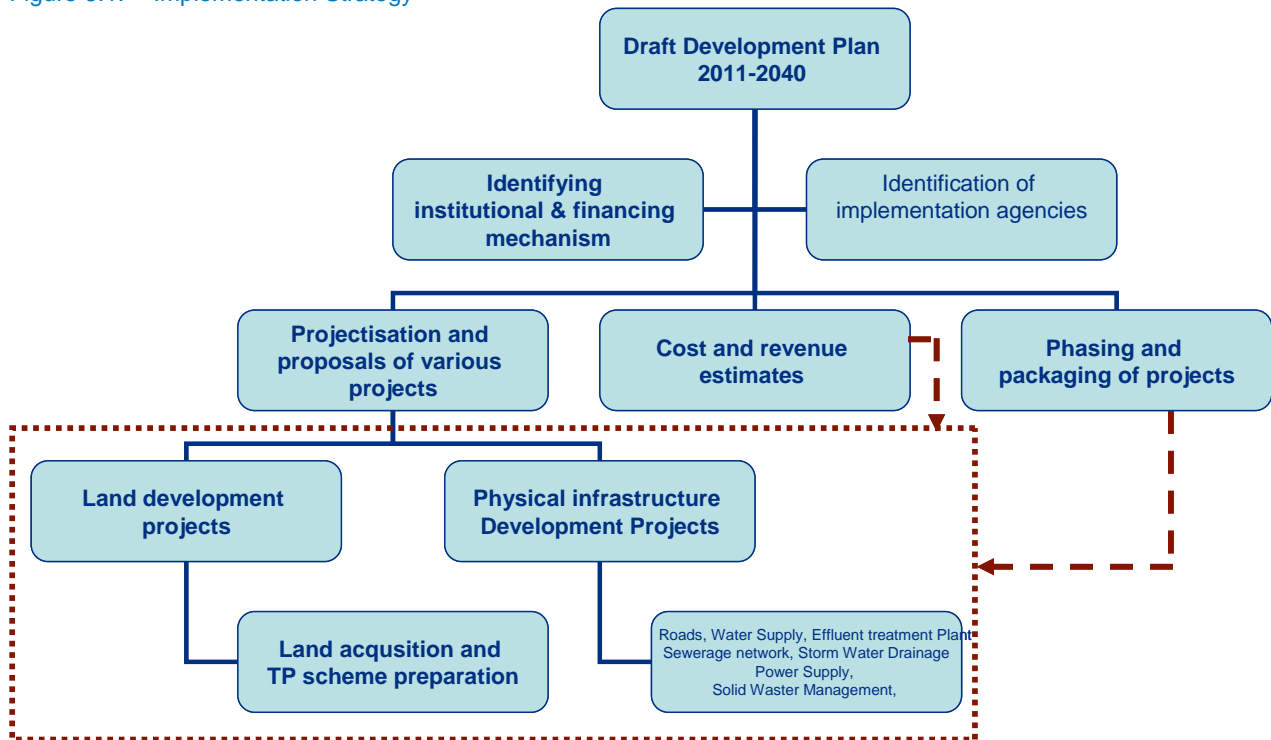 Implementation Strategy
Draft Development Plan
2011-2040
Identifying
institutional & financing
mechanism
Identification of
implementation agencies
Projectisation and
proposals of various
projects
Cost and revenue
estimates
Phasing and
packaging of projects
Land development
projects
Physical infrastructure
Development Projects
Land acqusition and
TP scheme preparation
Roads, Water Supply, Effluent treatment Plant
Sewerage network, Storm Water Drainage
Power Supply,
Solid Waster Management,